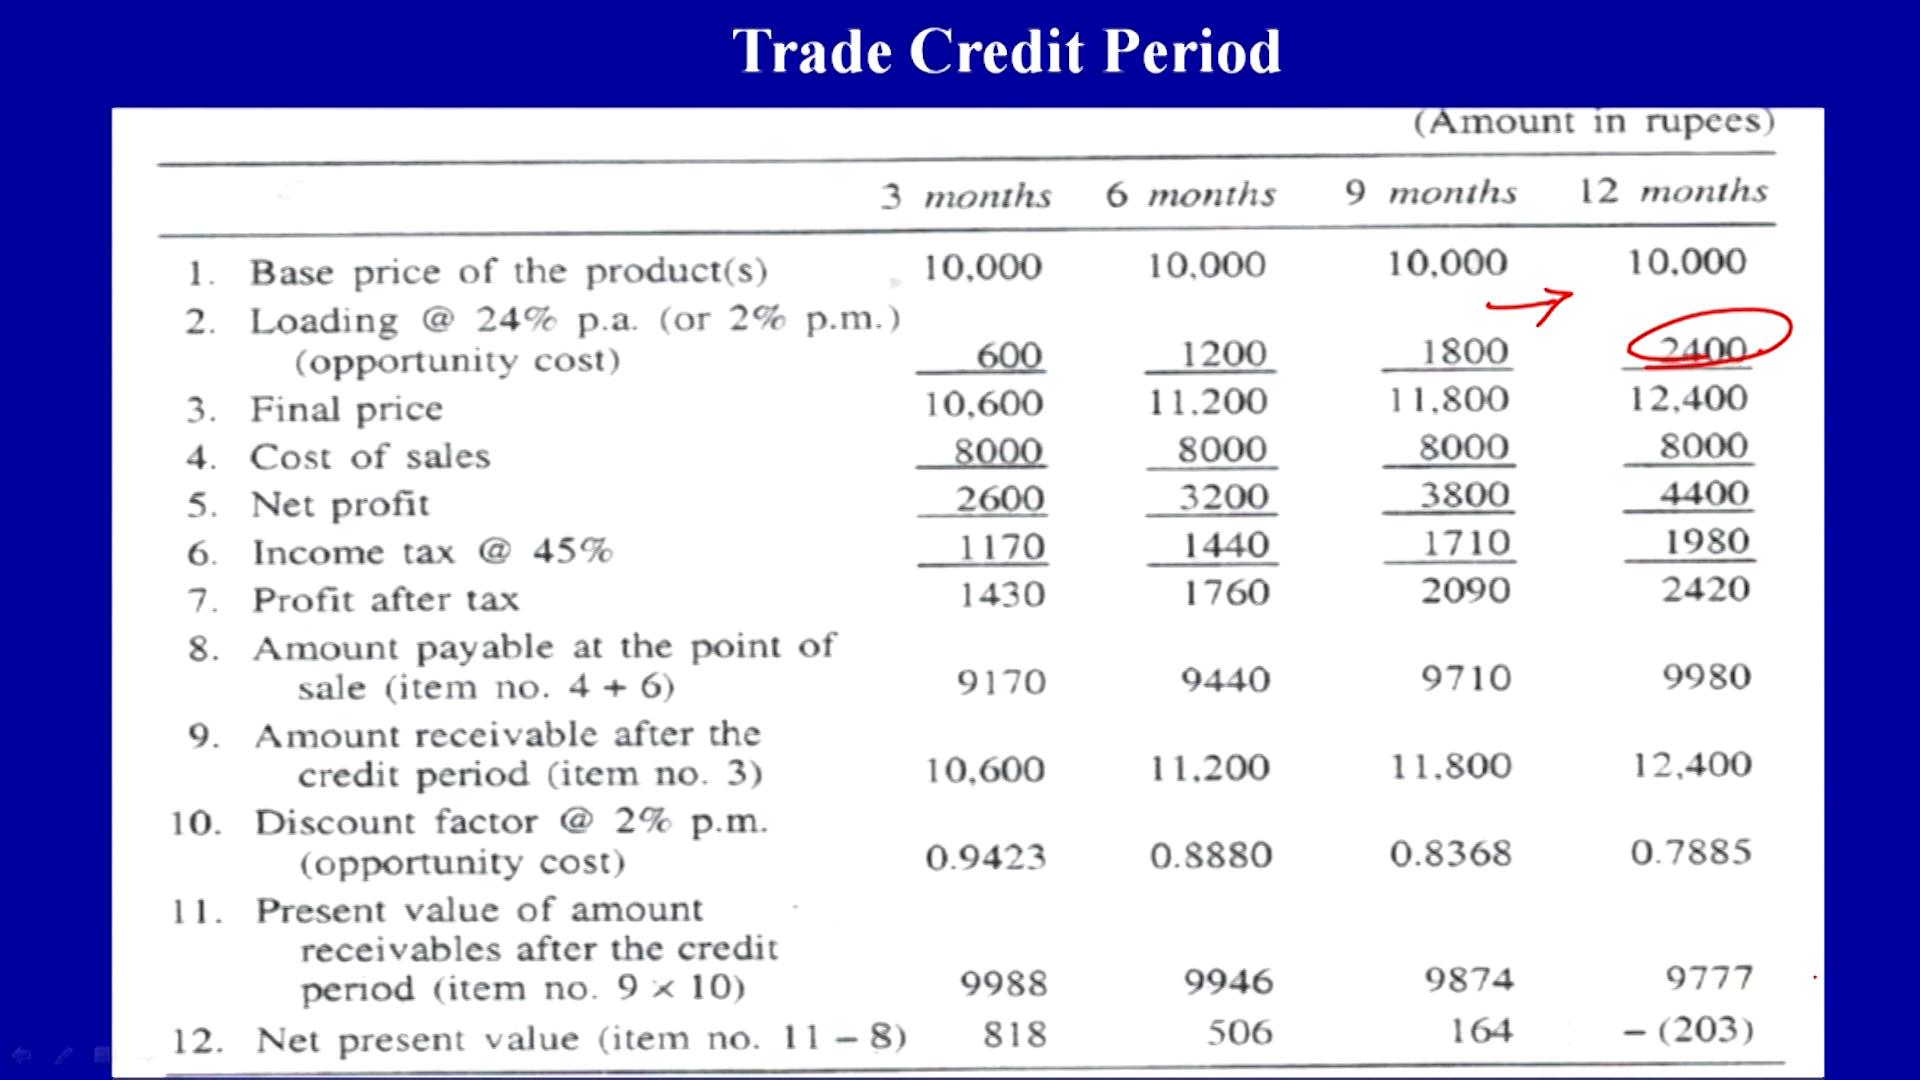 Trade Credit Period
(Amount in rupees)
3 months 6 months 9 months 12 months
1. Base price of the product(s) 10,000 10,000 10,000 10,000
2. Loading @ 24% p.a. (or 2% p.m.)
(opportunity cost) 600 1200 1800 2400
3. Final price 10,600 11,200 11,800 12,400
4. Cost of sales 8000 8000 8000 8000
5. Net profit 2600 3200 3800 4400
6. Income tax @ 45% 1170 1440 1710 1980
7. Profit after tax 1430 1760 2090 2420
8. Amount payable at the point of
sale (item no. 4 + 6) 9170 9440 9710 9980
9. Amount receivable after the
credit period (item no. 3) 10,600 11,200 11,800 12,400
10. Discount factor @ 2% p.m.
(opportunity cost) 0.9423 0.8880 0.8368 0.7885
11. Present value of amount
receivables after the credit
period (item no. 9 × 10) 9988 9946 9874 9777
12. Net present value (item no. 11 – 8) 818 506 164 – (203)